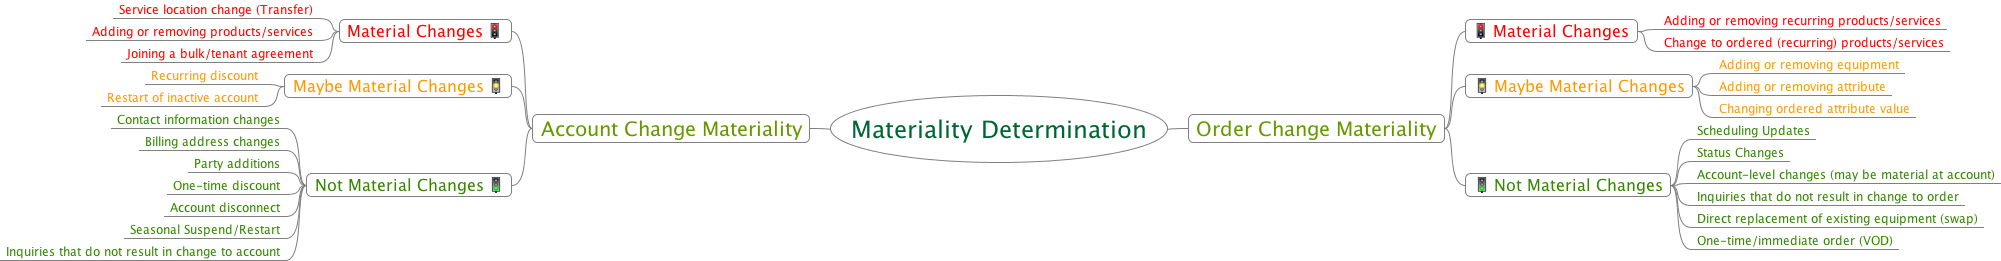 Materiality Determination
Account Change Materiality
Material Changes
Service location change (Transfer)
Adding or removing products/services
Joining a bulk/tenant agreement
Maybe Material Changes
Recurring discount
Restart of inactive account
Not Material Changes
Contact information changes
Billing address changes
Party additions
One-time discount
Account disconnect
Seasonal Suspend/Restart
Inquiries that do not result in change to account
Order Change Materiality
Material Changes
Adding or removing recurring products/services
Change to ordered (recurring) products/services
Maybe Material Changes
Adding or removing equipment
Adding or removing attribute
Changing ordered attribute value
Not Material Changes
Scheduling Updates
Status Changes
Account-level changes (may be material at account)
Inquiries that do not result in change to order
Direct replacement of existing equipment (swap)
One-time/immediate order (VOD)